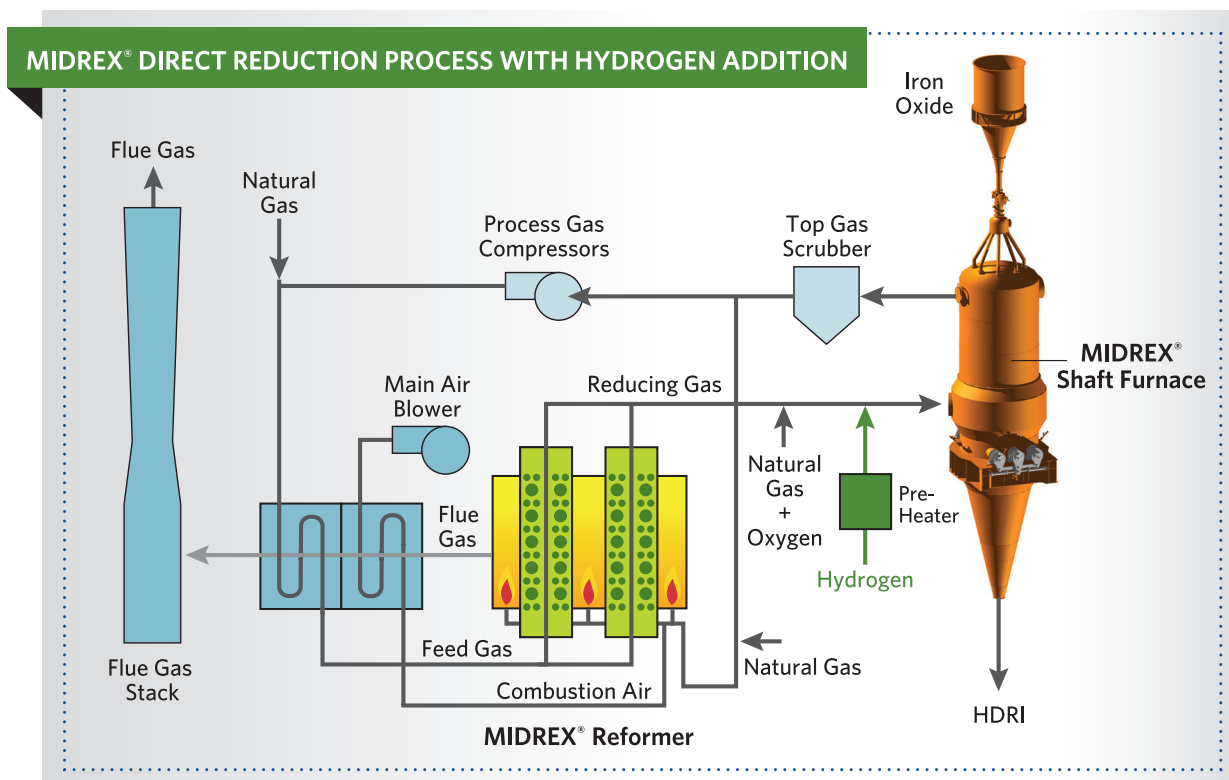 MIDREX® DIRECT REDUCTION PROCESS WITH HYDROGEN ADDITION
Iron
Oxide
Flue Gas
Natural
Gas
Process Gas
Compressors
Top Gas
Scrubber
MIDREX®
Shaft Furnace
Main Air
Blower
Reducing Gas
Flue
Gas
Natural
Gas
+
Oxygen
Pre-
Heater
Hydrogen
Feed Gas
Natural Gas
Flue Gas
Stack
Combustion Air
HDRI
MIDREX® Reformer